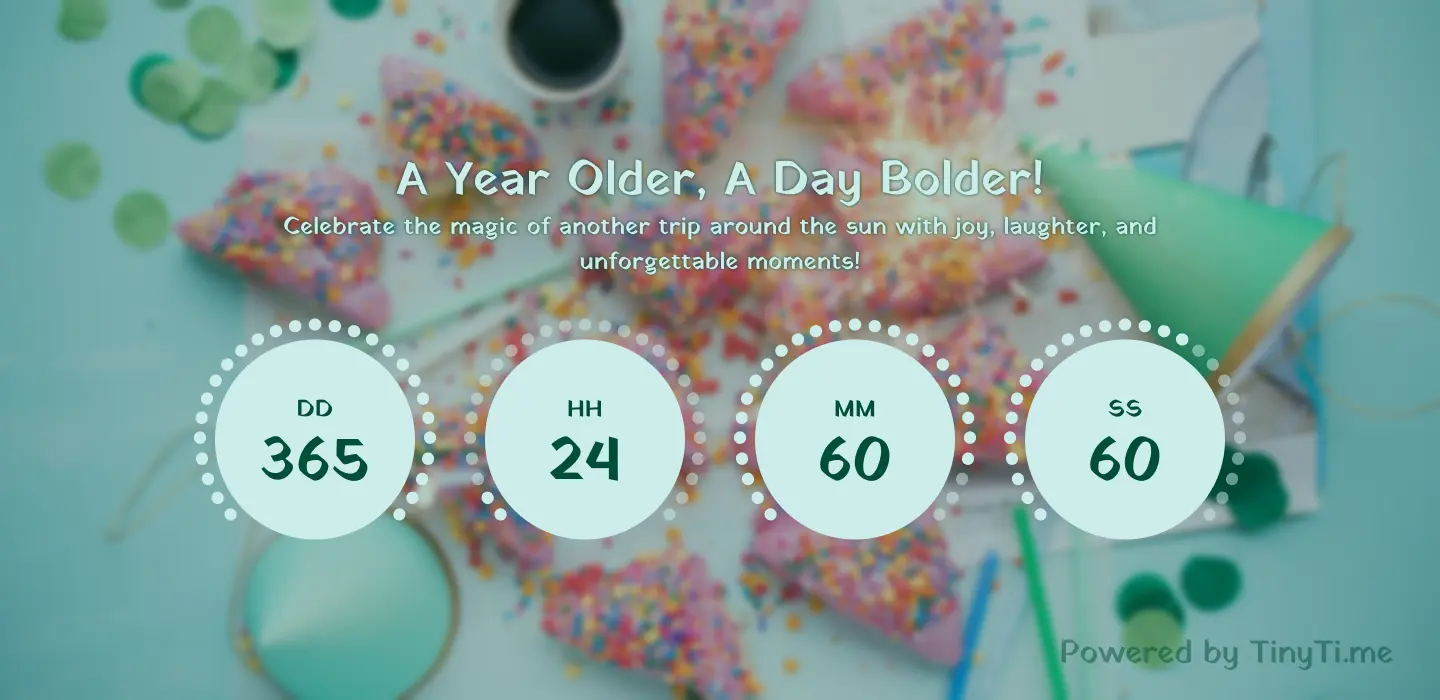 A Year Older, A Day Bolder!
Celebrate the magic of another trip around the sun with joy, laughter, and
unforgettable moments!
DD HH MM SS
365 24 60 60
Powered by TinyTi.me